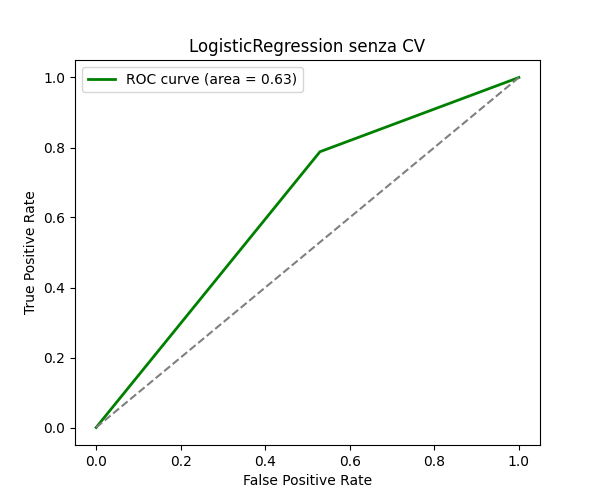 LogisticRegression senza CV
ROC curve (area = 0.63)
True Positive Rate
1.0
0.8
0.6
0.4
0.2
0.0
0.0 0.2 0.4 0.6 0.8 1.0
False Positive Rate